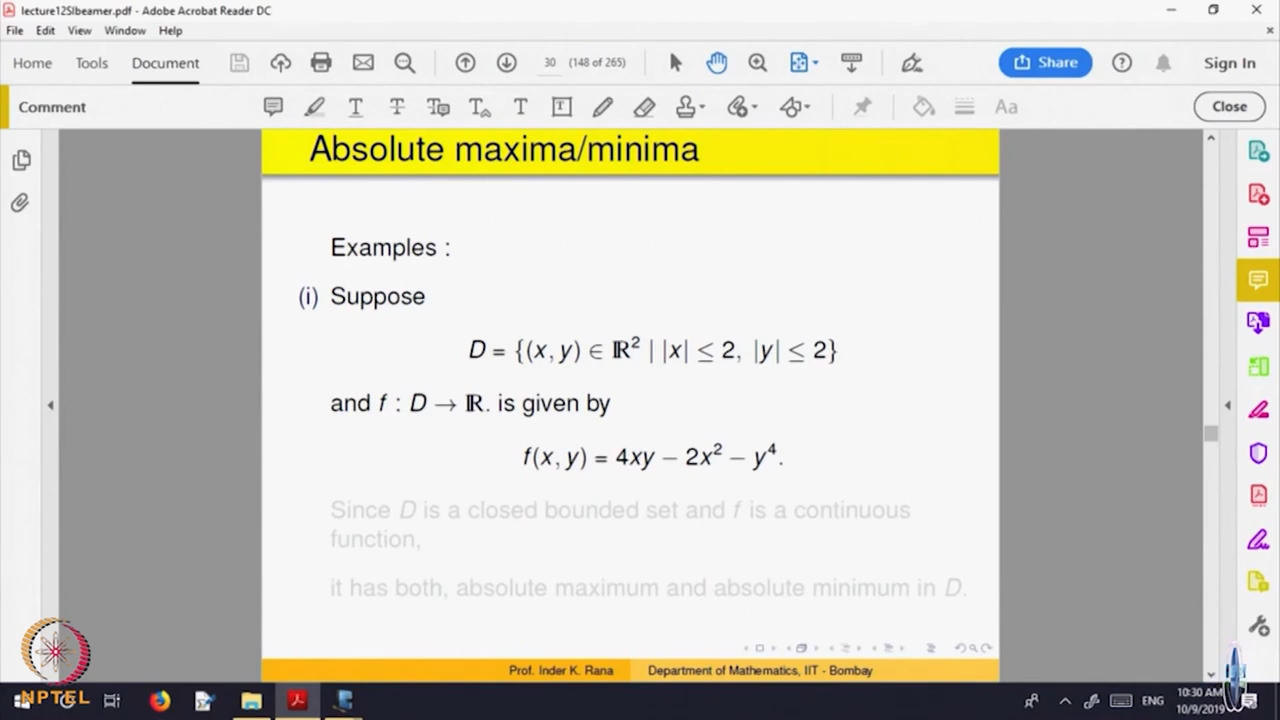 lecture12Slbeamer.pdf - Adobe Acrobat Reader DC
File Edit View Window Help
Home Tools Document 30 (148 of 265) Share Sign In
Comment Aa Close
Absolute maxima/minima
Examples :
(i) Suppose
D = {(x, y) ∈ ℝ² | |x| ≤ 2, |y| ≤ 2}
and f : D → ℝ. is given by
f(x, y) = 4xy − 2x² − y⁴.
Since D is a closed bounded set and f is a continuous
function,
it has both, absolute maximum and absolute minimum in D.
Prof. Inder K. Rana Department of Mathematics, IIT - Bombay
NPTEL
ENG
10:30 AM
10/9/2019